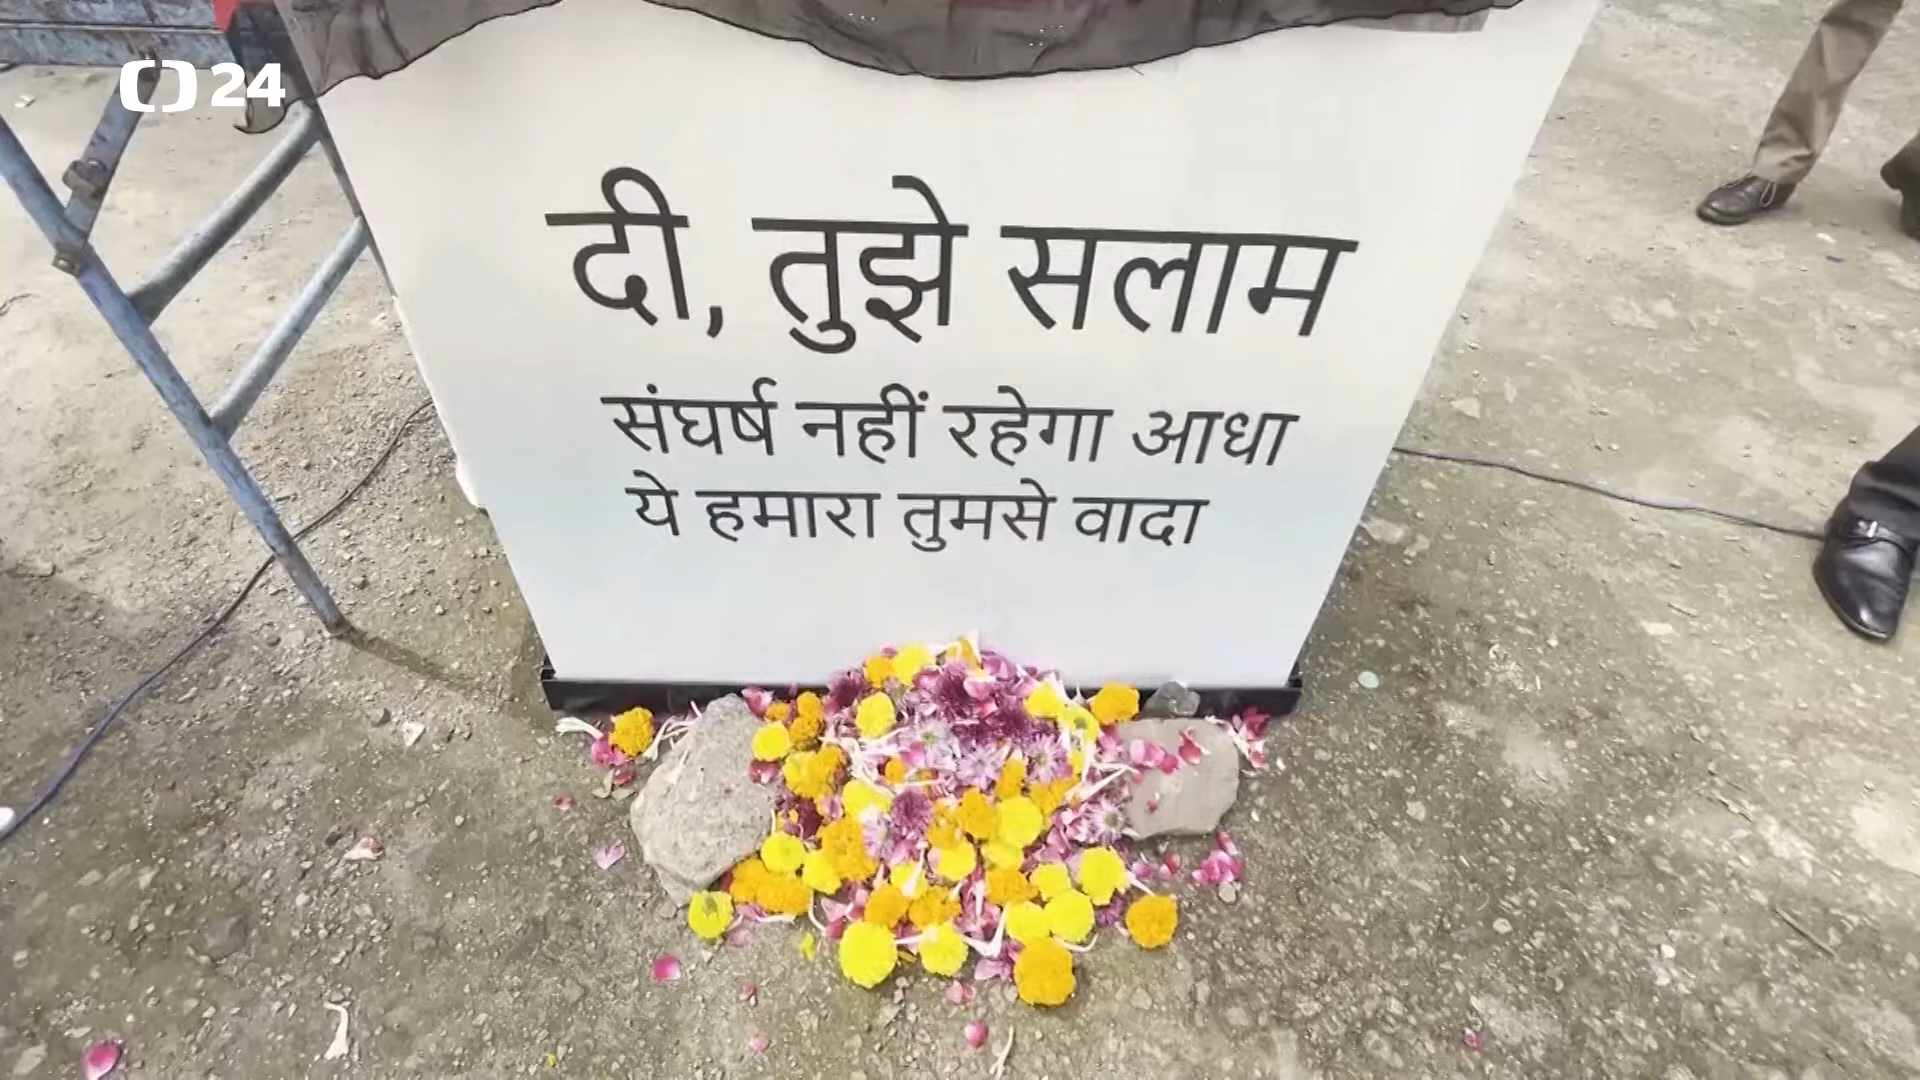 24
दी, तुझे सलाम
संघर्ष नहीं रहेगा आधा
ये हमारा तुमसे वादा